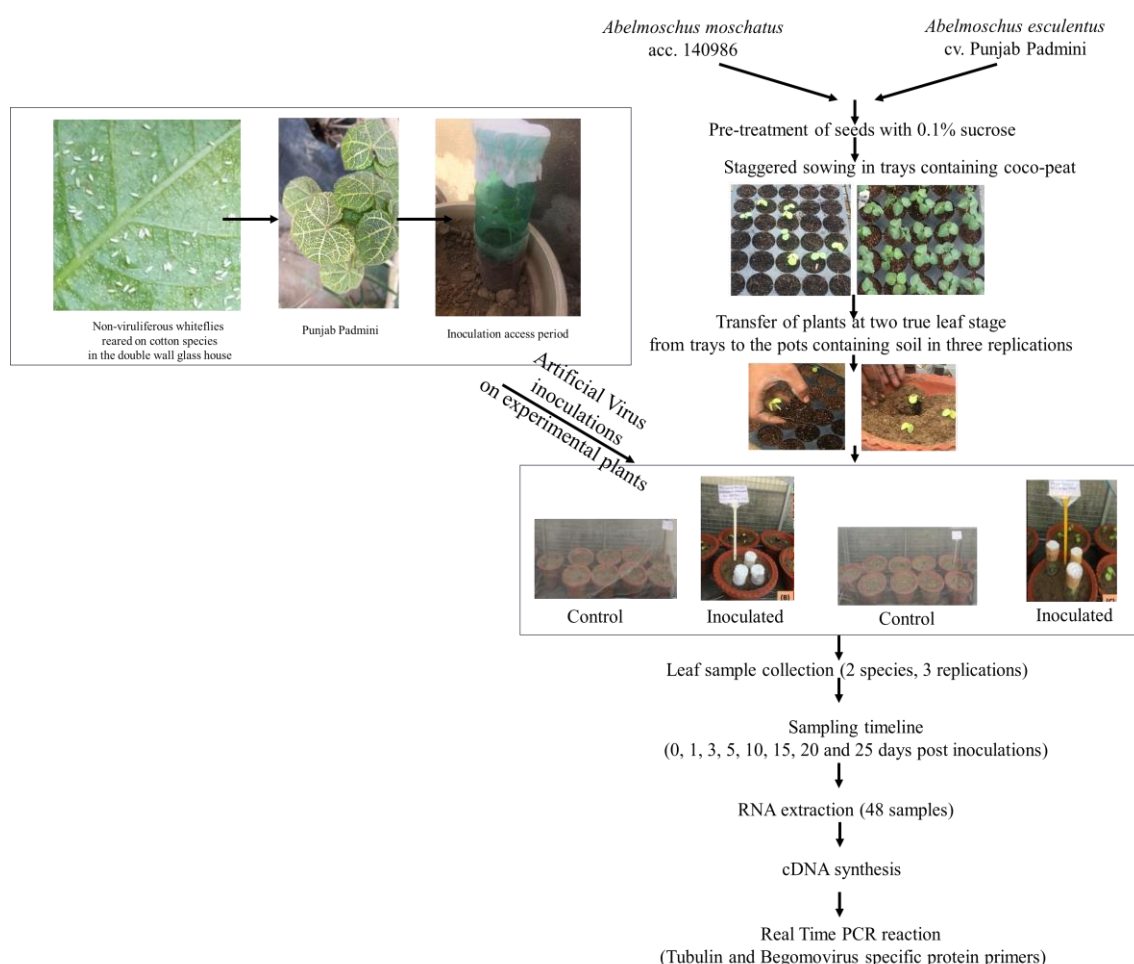 Abelmoschus moschatus
acc. 140986
Abelmoschus esculentus
cv. Punjab Padmini
Pre-treatment of seeds with 0.1% sucrose
Staggered sowing in trays containing coco-peat
Non-viruliferous whiteflies
reared on cotton species
in the double wall glass house
Punjab Padmini
Inoculation access period
Transfer of plants at two true leaf stage
from trays to the pots containing soil in three replications
Artificial Virus
inoculations
on experimental plants
(B)
(C)
Control
Inoculated
Control
Inoculated
Leaf sample collection (2 species, 3 replications)
Sampling timeline
(0, 1, 3, 5, 10, 15, 20 and 25 days post inoculations)
RNA extraction (48 samples)
cDNA synthesis
Real Time PCR reaction
(Tubulin and Begomovirus specific protein primers)